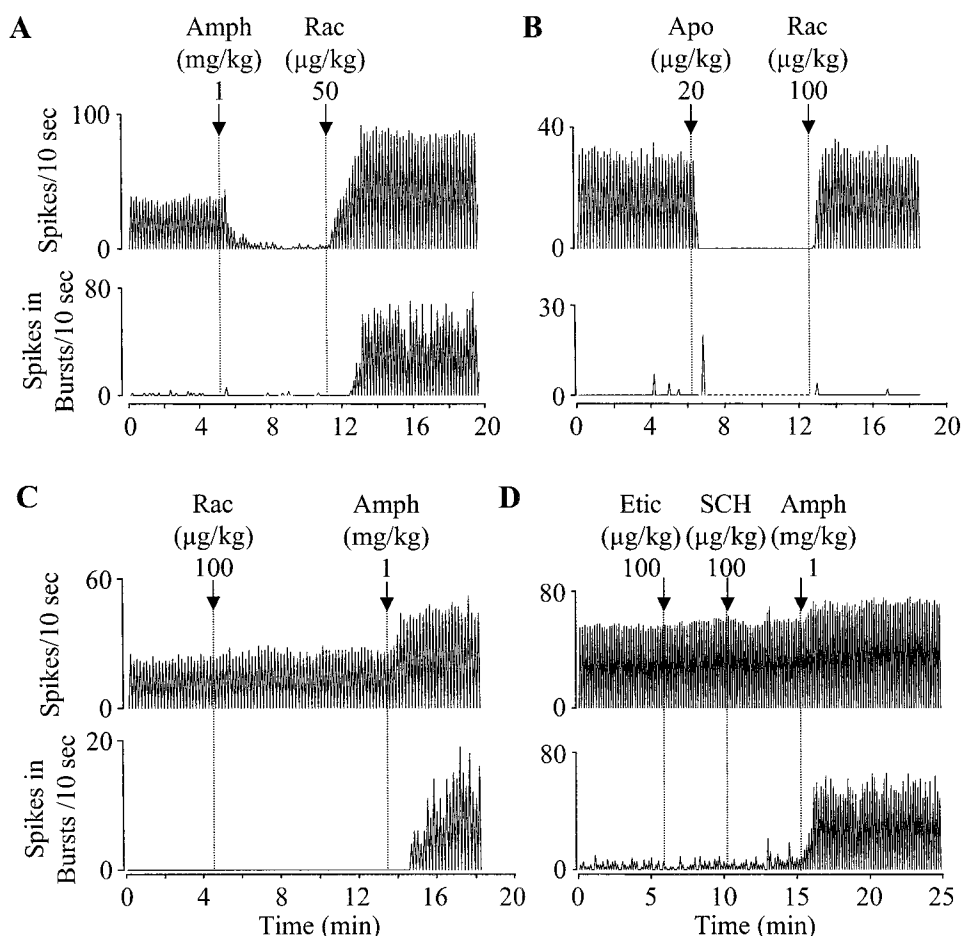 A
Amph
(mg/kg)
1
Rac
(µg/kg)
50
100
0
Spikes/10 sec
80
0
Spikes in
Bursts/10 sec
0 4 8 12 16 20
B
Apo
(µg/kg)
20
Rac
(µg/kg)
100
40
0
30
0
0 4 8 12 16 20
C
Rac
(µg/kg)
100
Amph
(mg/kg)
1
60
0
Spikes/10 sec
20
0
Spikes in
Bursts /10 sec
0 2 4 6 8 10 12 14 16 18 20
Time (min)
D
Etic
(µg/kg)
100
SCH
(µg/kg)
100
Amph
(mg/kg)
1
80
0
80
0
0 5 10 15 20 25
Time (min)